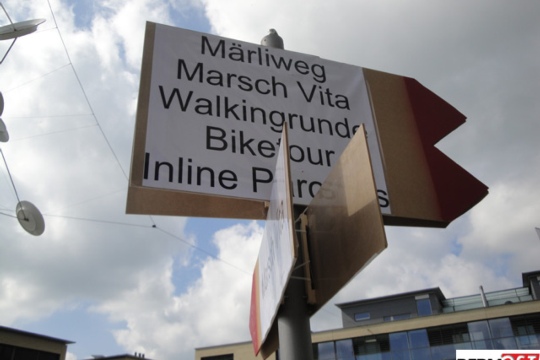 Märliweg
Marsch Vita
Walkingrunde
Biketour
Inline